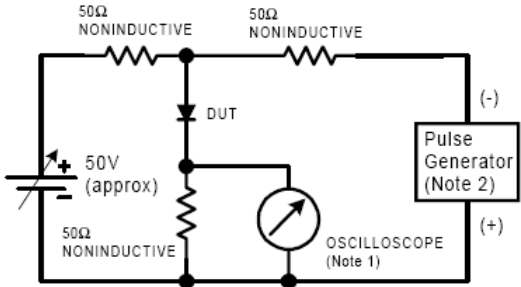 50Ω
NONINDUCTIVE
50Ω
NONINDUCTIVE
DUT
(-)
+
50V
(approx)
-
Pulse
Generator
(Note 2)
50Ω
NONINDUCTIVE
OSCILLOSCOPE
(Note 1)
(+)